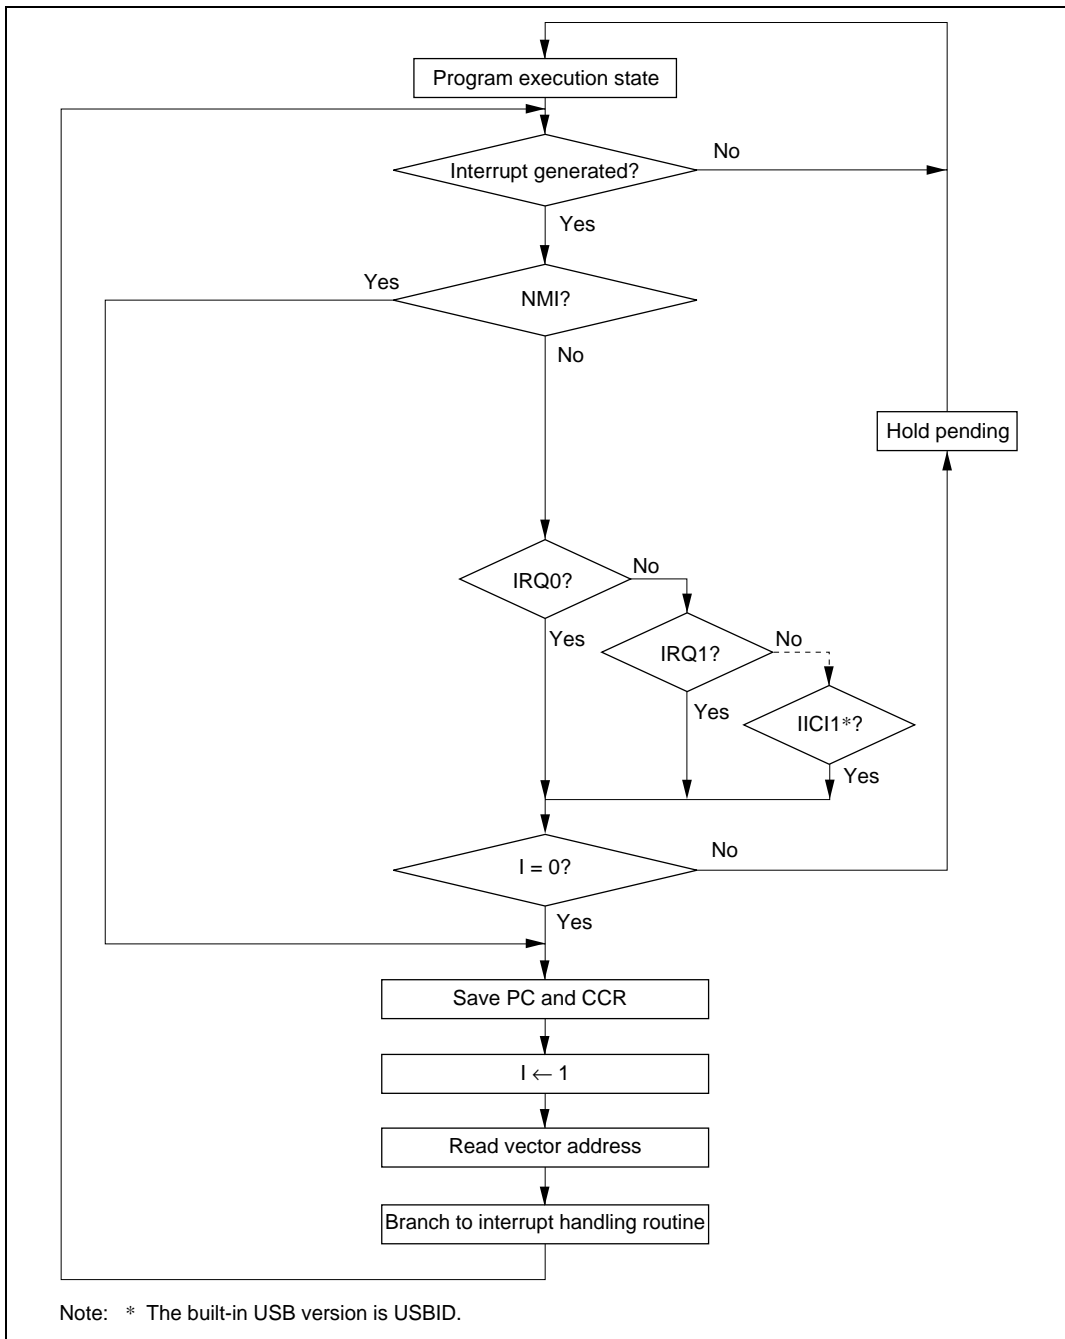 Program execution state
Interrupt generated?
No
Yes
Yes
NMI?
No
Hold pending
IRQ0?
No
Yes
IRQ1?
No
Yes
IICI1*?
Yes
I = 0?
No
Yes
Save PC and CCR
I ← 1
Read vector address
Branch to interrupt handling routine
Note: * The built-in USB version is USBID.